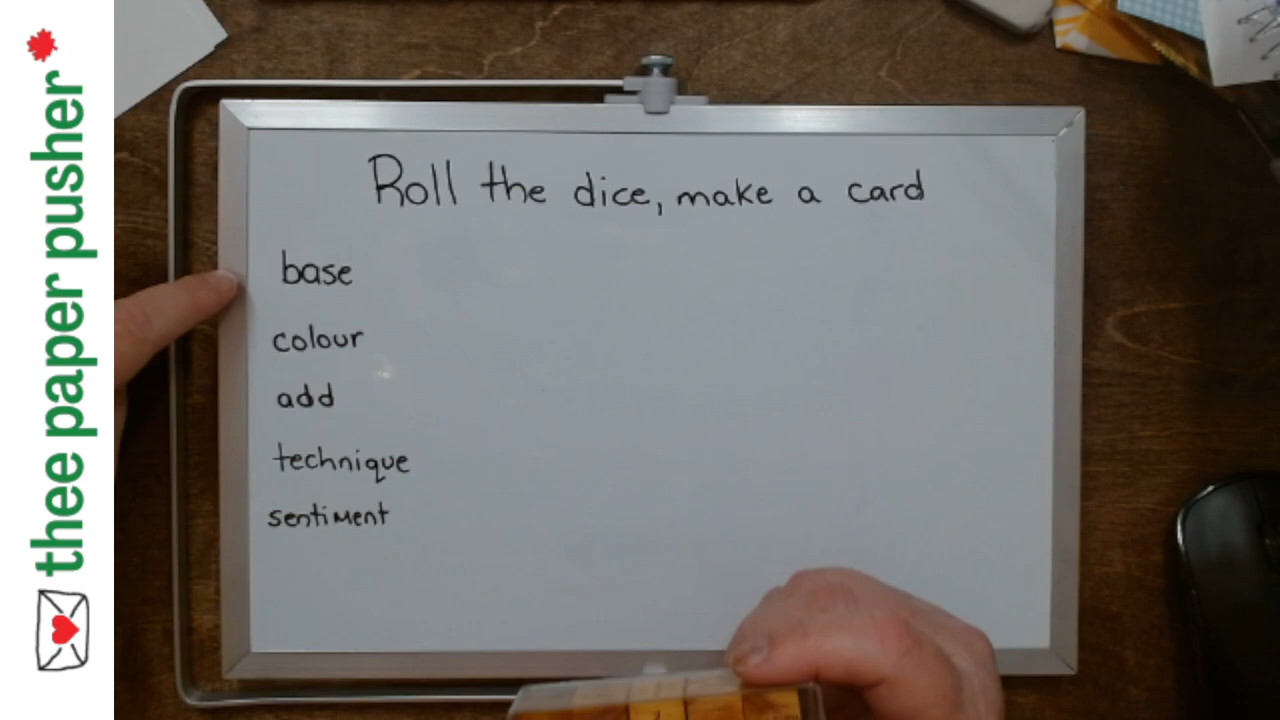 thee paper pusher
Roll the dice, make a card
base
colour
add
technique
sentiment